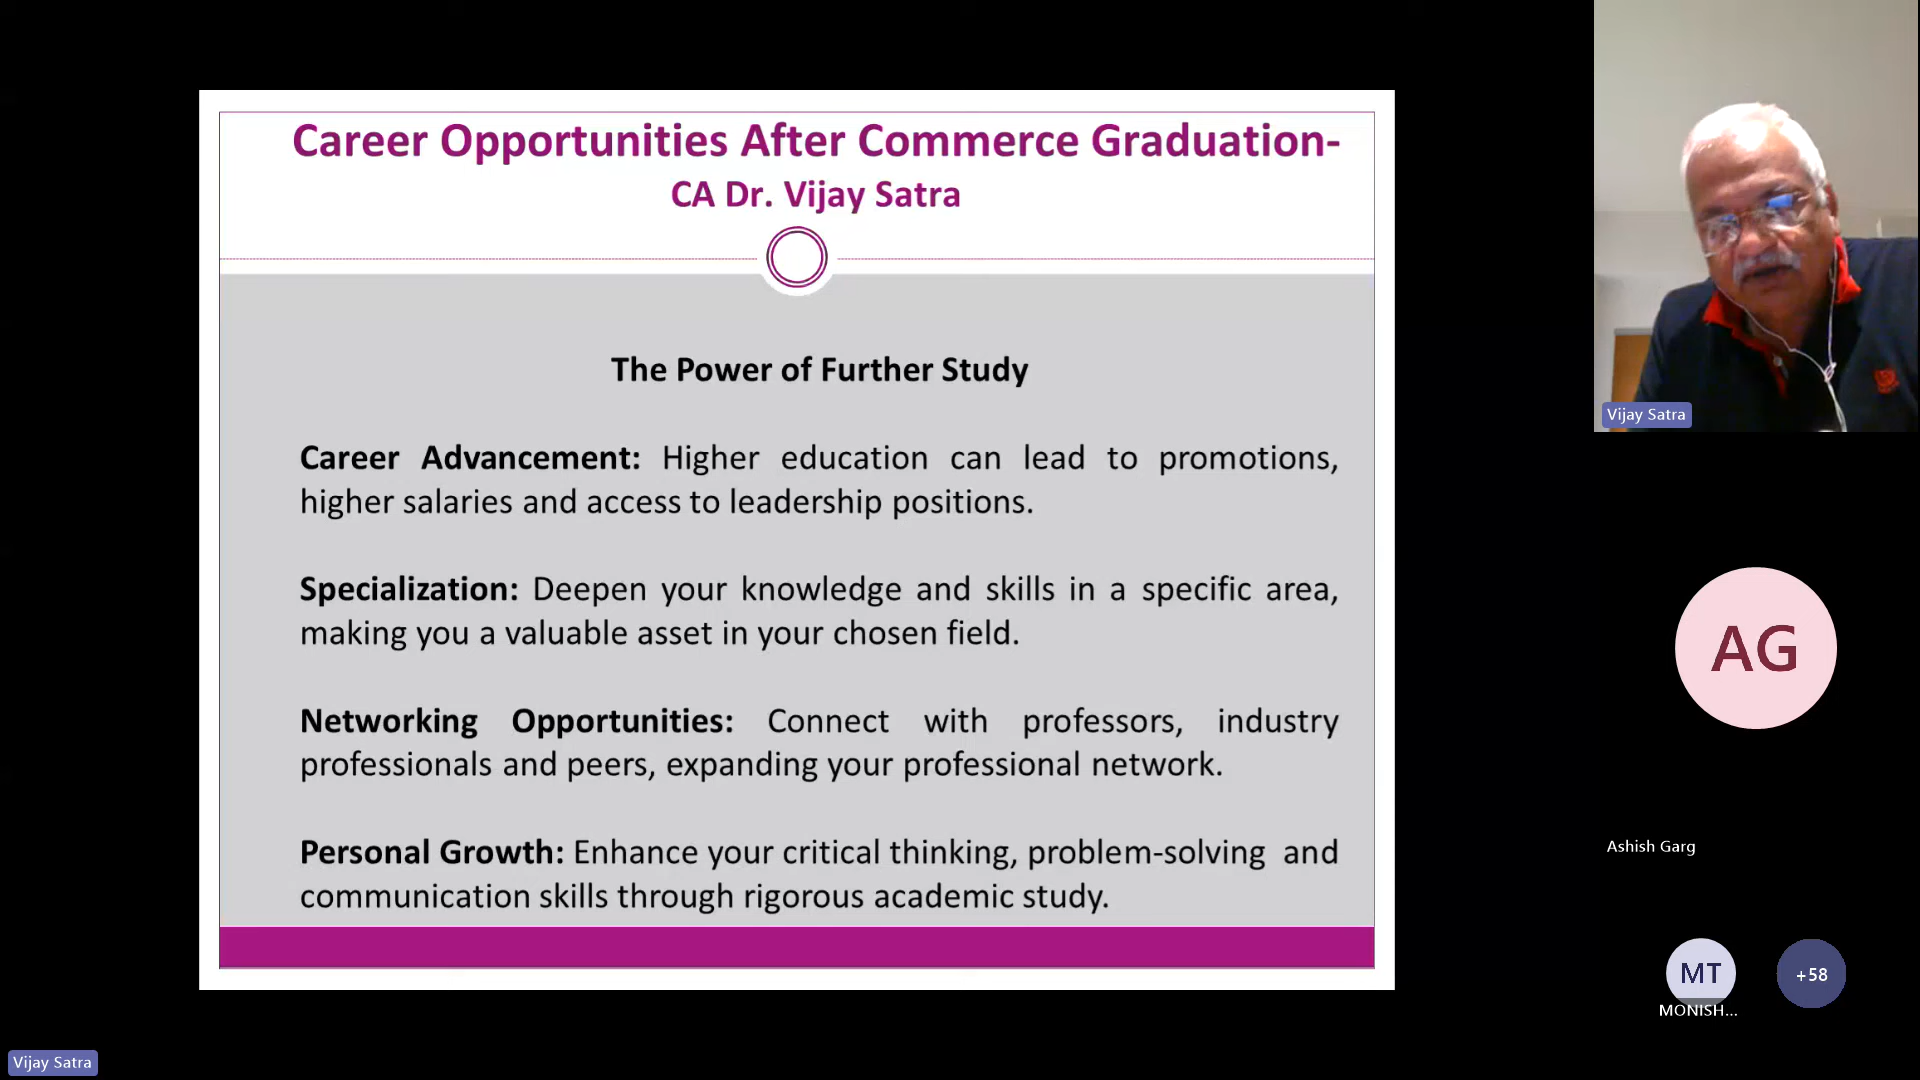 Career Opportunities After Commerce Graduation-
CA Dr. Vijay Satra
The Power of Further Study
Career Advancement: Higher education can lead to promotions,
higher salaries and access to leadership positions.
Specialization: Deepen your knowledge and skills in a specific area,
making you a valuable asset in your chosen field.
Networking Opportunities: Connect with professors, industry
professionals and peers, expanding your professional network.
Personal Growth: Enhance your critical thinking, problem-solving and
communication skills through rigorous academic study.
Vijay Satra
AG
Ashish Garg
MT
+58
MONISH...
Vijay Satra